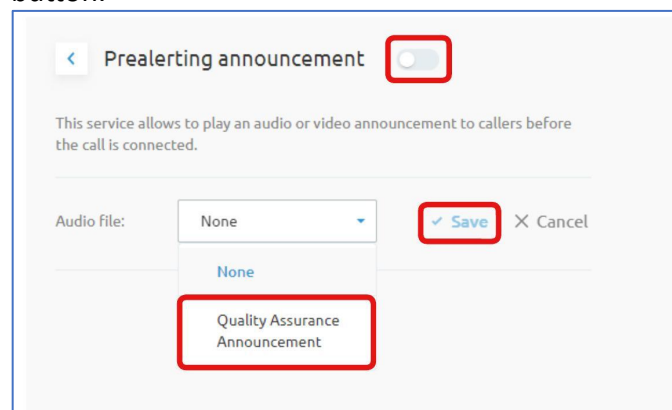 Prealerting announcement
This service allows to play an audio or video announcement to callers before
the call is connected.
Audio file:
None
Save
Cancel
None
Quality Assurance
Announcement